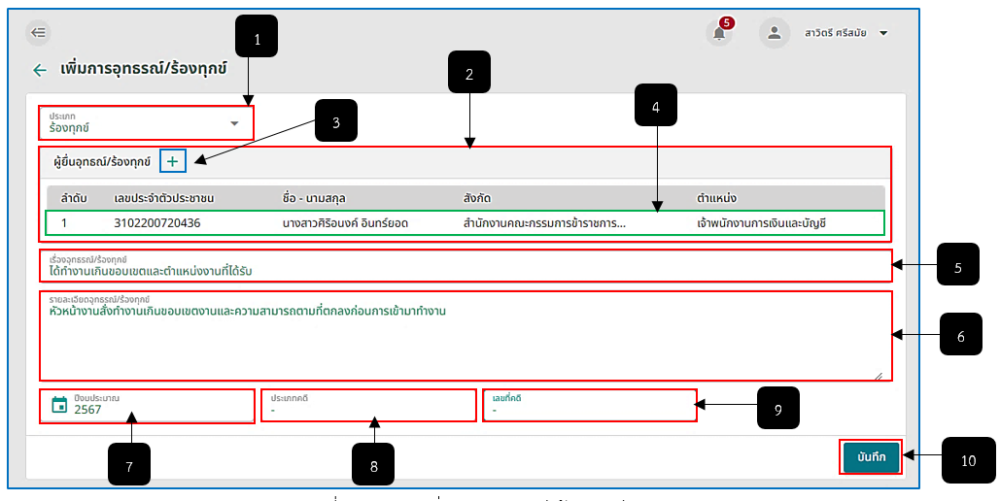 1
5
สาวิตรี ศรีสมัย
เพิ่มการอุทธรณ์/ร้องทุกข์
2
4
3
ประเภท
ร้องทุกข์
ผู้ยื่นอุทธรณ์/ร้องทุกข์ +
ลำดับ เลขประจำตัวประชาชน ชื่อ - นามสกุล สังกัด ตำแหน่ง
1 3102200720436 นางสาวศิริอนงค์ อินทร์ยอด สำนักงานคณะกรรมการข้าราชการ... เจ้าพนักงานการเงินและบัญชี
เรื่องอุทธรณ์/ร้องทุกข์
ได้ทำงานเกินขอบเขตและตำแหน่งงานที่ได้รับ
5
รายละเอียดอุทธรณ์/ร้องทุกข์
หัวหน้างานสั่งทำงานเกินขอบเขตงานและความสามารถตามที่ตกลงก่อนการเข้ามาทำงาน
6
ปีงบประมาณ
2567
ประเภทคดี
-
เลขที่คดี
-
9
7
8
บันทึก
10